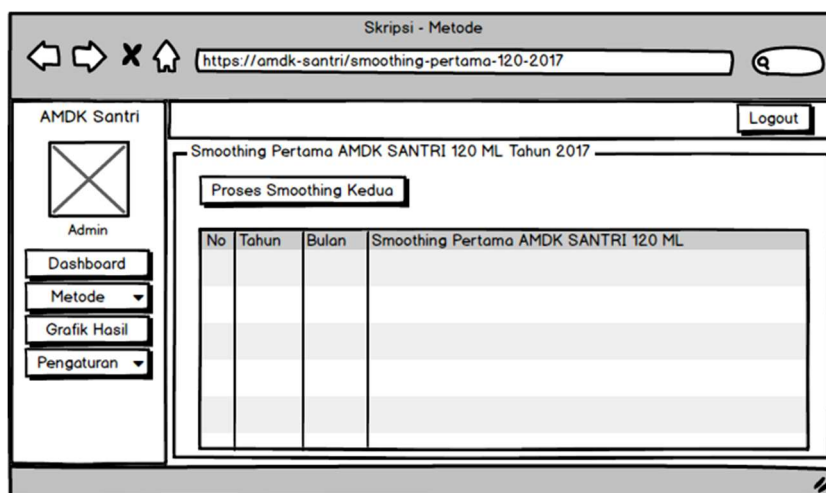 Skripsi - Metode
https://amdk-santri/smoothing-pertama-120-2017
AMDK Santri
Logout
Smoothing Pertama AMDK SANTRI 120 ML Tahun 2017
Proses Smoothing Kedua
Admin
No Tahun Bulan Smoothing Pertama AMDK SANTRI 120 ML
Dashboard
Metode
Grafik Hasil
Pengaturan